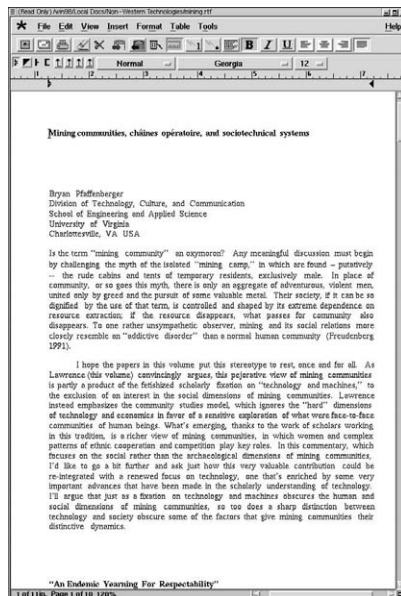 (Read Only) /win98/Local Docs/Non-Western Technologies/mining.rtf
File Edit View Insert Format Table Tools Help
B I U
Normal Georgia 12
1 2 3 4 5 6 7
Mining communities, chaînes opératoire, and sociotechnical systems
Bryan Pfaffenberger
Division of Technology, Culture, and Communication
School of Engineering and Applied Science
University of Virginia
Charlottesville, VA USA
Is the term "mining community" an oxymoron? Any meaningful discussion must begin
by challenging the myth of the isolated "mining camp," in which are found – putatively
-- the rude cabins and tents of temporary residents, exclusively male. In place of
community, or so goes this myth, there is only an aggregate of adventurous, violent men,
united only by greed and the pursuit of some valuable metal. Their society, if it can be so
dignified by the use of that term, is controlled and shaped by its extreme dependence on
resource extraction; if the resource disappears, what passes for community also
disappears. To one rather unsympathetic observer, mining and its social relations more
closely resemble an "addictive disorder" than a normal human community (Freudenberg
1991).
I hope the papers in this volume put this stereotype to rest, once and for all. As
Lawrence (this volume) convincingly argues, this pejorative view of mining communities
is partly a product of the fetishized scholarly fixation on "technology and machines," to
the exclusion of an interest in the social dimensions of mining communities. Lawrence
instead emphasizes the community studies model, which ignores the "hard" dimensions
of technology and economics in favor of a sensitive exploration of what were face-to-face
communities of human beings. What's emerging, thanks to the work of scholars working
in this tradition, is a richer view of mining communities, in which women and complex
patterns of ethnic cooperation and competition play key roles. In this commentary, which
focuses on the social rather than the archaeological dimensions of mining communities,
I'd like to go a bit further and ask just how this very valuable contribution could be
re-integrated with a renewed focus on technology, one that's enriched by some very
important advances that have been made in the scholarly understanding of technology.
I'll argue that just as a fixation on technology and machines obscures the human and
social dimensions of mining communities, so too does a sharp distinction between
technology and society obscure some of the factors that give mining communities their
distinctive dynamics.
"An Endemic Yearning For Respectability"
1 of 11in. Page 1 of 10 120%